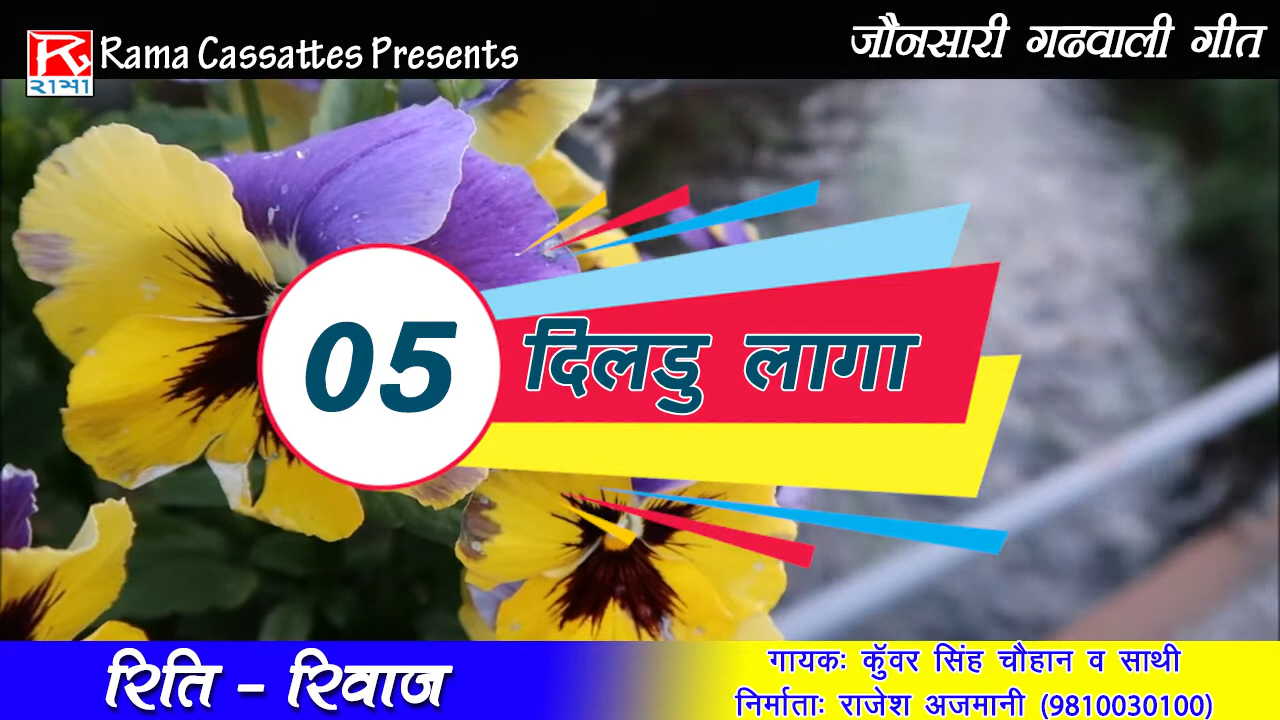 Rama Cassattes Presents
जौनसारी गढवाली गीत
रामा
05
दिलडु लागा
रिति - रिवाज
गायकः कुँवर सिंह चौहान व साथी
निर्माताः राजेश अजमानी (9810030100)